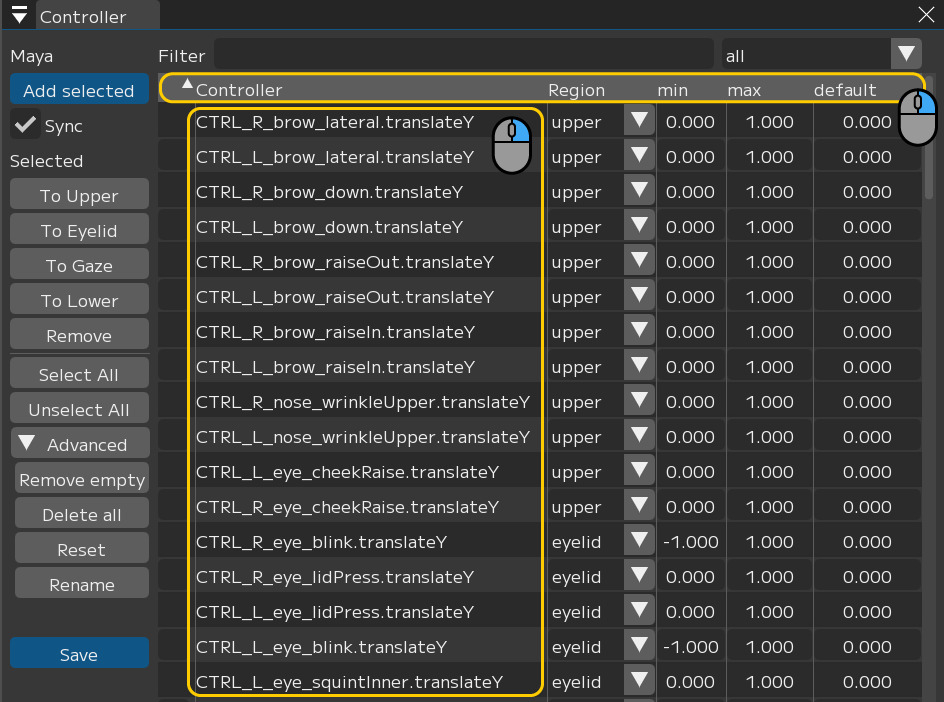 Controller
Maya
Filter
all
Add selected
Controller Region min max default
Sync
Selected
To Upper
To Eyelid
To Gaze
To Lower
Remove
Select All
Unselect All
Advanced
Remove empty
Delete all
Reset
Rename
Save
CTRL_R_brow_lateral.translateY upper 0.000 1.000 0.000
CTRL_L_brow_lateral.translateY upper 0.000 1.000 0.000
CTRL_R_brow_down.translateY upper 0.000 1.000 0.000
CTRL_L_brow_down.translateY upper 0.000 1.000 0.000
CTRL_R_brow_raiseOut.translateY upper 0.000 1.000 0.000
CTRL_L_brow_raiseOut.translateY upper 0.000 1.000 0.000
CTRL_R_brow_raiseIn.translateY upper 0.000 1.000 0.000
CTRL_L_brow_raiseIn.translateY upper 0.000 1.000 0.000
CTRL_R_nose_wrinkleUpper.translateY upper 0.000 1.000 0.000
CTRL_L_nose_wrinkleUpper.translateY upper 0.000 1.000 0.000
CTRL_L_eye_cheekRaise.translateY upper 0.000 1.000 0.000
CTRL_R_eye_cheekRaise.translateY upper 0.000 1.000 0.000
CTRL_R_eye_blink.translateY eyelid -1.000 1.000 0.000
CTRL_R_eye_lidPress.translateY eyelid 0.000 1.000 0.000
CTRL_L_eye_lidPress.translateY eyelid 0.000 1.000 0.000
CTRL_L_eye_blink.translateY eyelid -1.000 1.000 0.000
CTRL_L_eye_squintInner.translateY eyelid 0.000 1.000 0.000